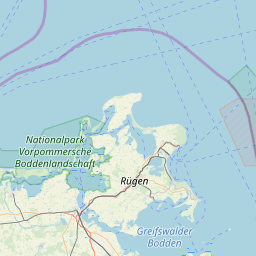 Nationalpark
Vorpommersche
Boddenlandschaft
Rügen
Greifswalder
Bodden